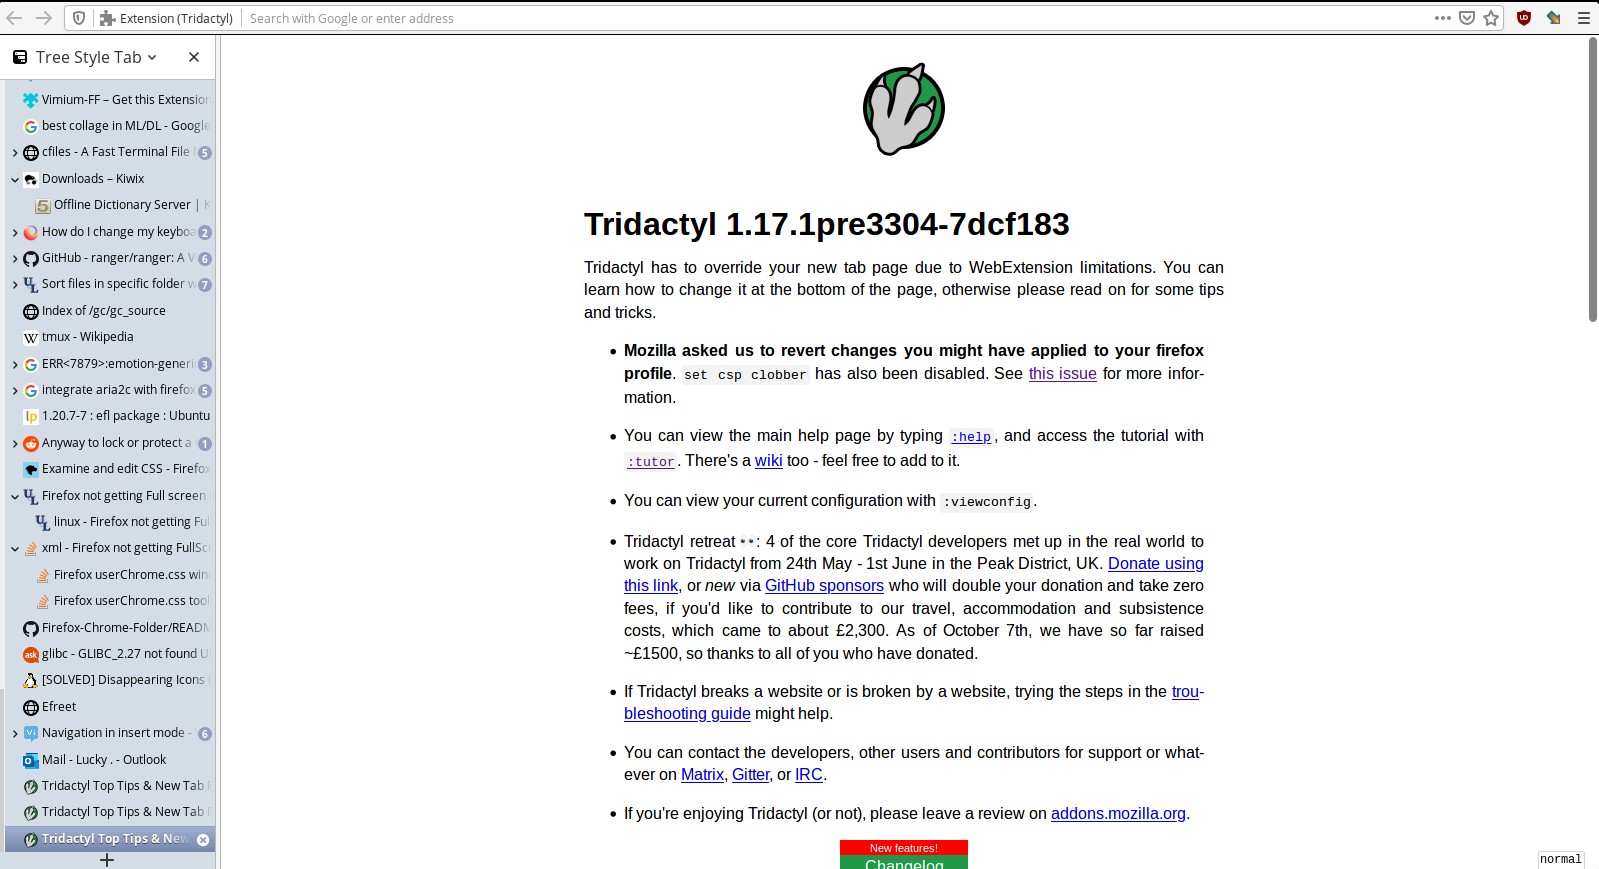 Extension (Tridactyl) Search with Google or enter address
Tree Style Tab
Vimium-FF – Get this Extension
best collage in ML/DL - Google
cfiles - A Fast Terminal File 5
Downloads – Kiwix
Offline Dictionary Server | K
How do I change my keyboa 2
GitHub - ranger/ranger: A V 6
Sort files in specific folder w 7
Index of /gc/gc_source
tmux - Wikipedia
ERR<7879>:emotion-generi 3
integrate aria2c with firefox 5
1.20.7-7 : efl package : Ubuntu
Anyway to lock or protect a 1
Examine and edit CSS - Firefox
Firefox not getting Full screen
linux - Firefox not getting Ful
xml - Firefox not getting FullScr
Firefox userChrome.css win
Firefox userChrome.css tool
Firefox-Chrome-Folder/READM
glibc - GLIBC_2.27 not found U
[SOLVED] Disappearing Icons
Efreet
Navigation in insert mode - 6
Mail - Lucky . - Outlook
Tridactyl Top Tips & New Tab P
Tridactyl Top Tips & New Tab P
Tridactyl Top Tips & New
Tridactyl 1.17.1pre3304-7dcf183
Tridactyl has to override your new tab page due to WebExtension limitations. You can
learn how to change it at the bottom of the page, otherwise please read on for some tips
and tricks.
• Mozilla asked us to revert changes you might have applied to your firefox
profile. set csp clobber has also been disabled. See this issue for more infor-
mation.
• You can view the main help page by typing :help, and access the tutorial with
:tutor. There's a wiki too - feel free to add to it.
• You can view your current configuration with :viewconfig.
• Tridactyl retreat 👀: 4 of the core Tridactyl developers met up in the real world to
work on Tridactyl from 24th May - 1st June in the Peak District, UK. Donate using
this link, or new via GitHub sponsors who will double your donation and take zero
fees, if you'd like to contribute to our travel, accommodation and subsistence
costs, which came to about £2,300. As of October 7th, we have so far raised
~£1500, so thanks to all of you who have donated.
• If Tridactyl breaks a website or is broken by a website, trying the steps in the trou-
bleshooting guide might help.
• You can contact the developers, other users and contributors for support or what-
ever on Matrix, Gitter, or IRC.
• If you're enjoying Tridactyl (or not), please leave a review on addons.mozilla.org.
New features!
Changelog
normal